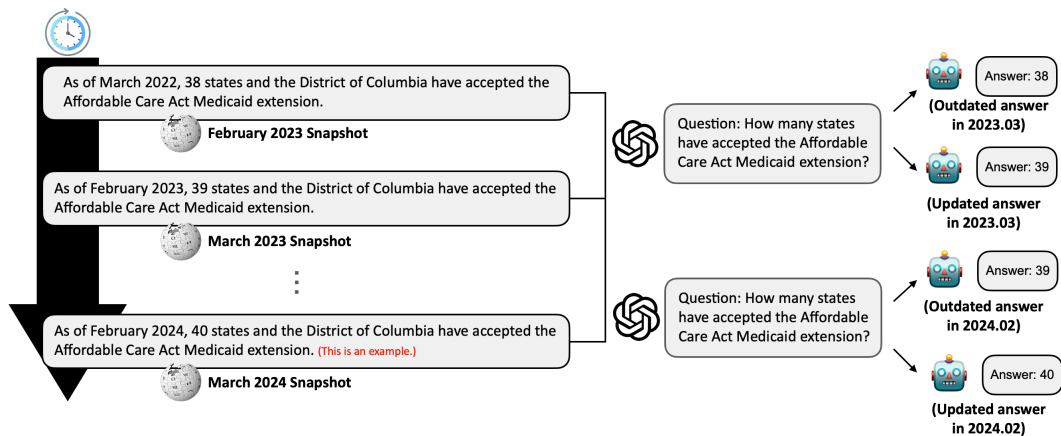 As of March 2022, 38 states and the District of Columbia have accepted the
Affordable Care Act Medicaid extension.
February 2023 Snapshot
As of February 2023, 39 states and the District of Columbia have accepted the
Affordable Care Act Medicaid extension.
March 2023 Snapshot
As of February 2024, 40 states and the District of Columbia have accepted the
Affordable Care Act Medicaid extension. (This is an example.)
March 2024 Snapshot
Question: How many states
have accepted the Affordable
Care Act Medicaid extension?
Answer: 38
(Outdated answer
in 2023.03)
Answer: 39
(Updated answer
in 2023.03)
Question: How many states
have accepted the Affordable
Care Act Medicaid extension?
Answer: 39
(Outdated answer
in 2024.02)
Answer: 40
(Updated answer
in 2024.02)